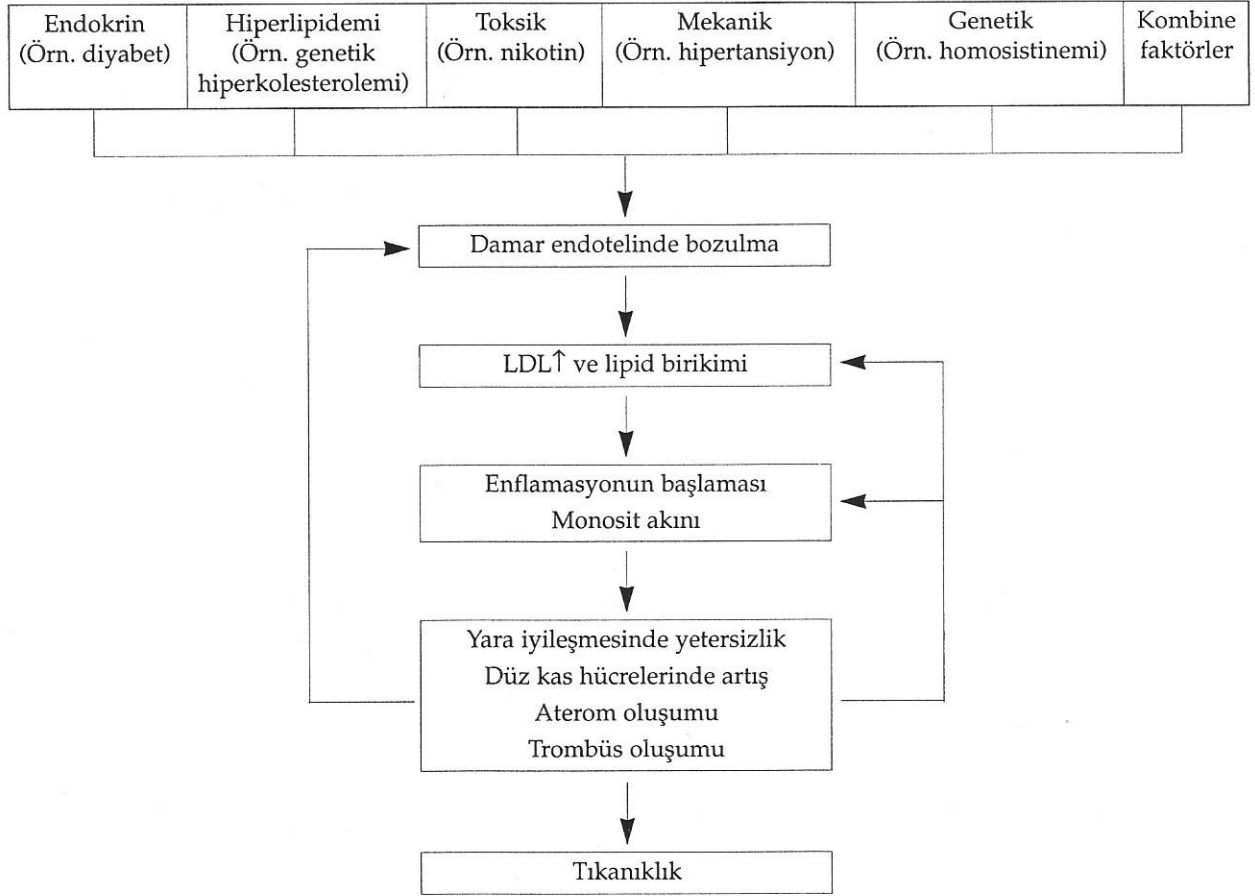 Endokrin
(Örn. diyabet)
Hiperlipidemi
(Örn. genetik
hiperkolesterolemi)
Toksik
(Örn. nikotin)
Mekanik
(Örn. hipertansiyon)
Genetik
(Örn. homosistinemi)
Kombine
faktörler
Damar endotelinde bozulma
LDL↑ ve lipid birikimi
Enflamasyonun başlaması
Monosit akını
Yara iyileşmesinde yetersizlik
Düz kas hücrelerinde artış
Aterom oluşumu
Trombüs oluşumu
Tıkanıklık